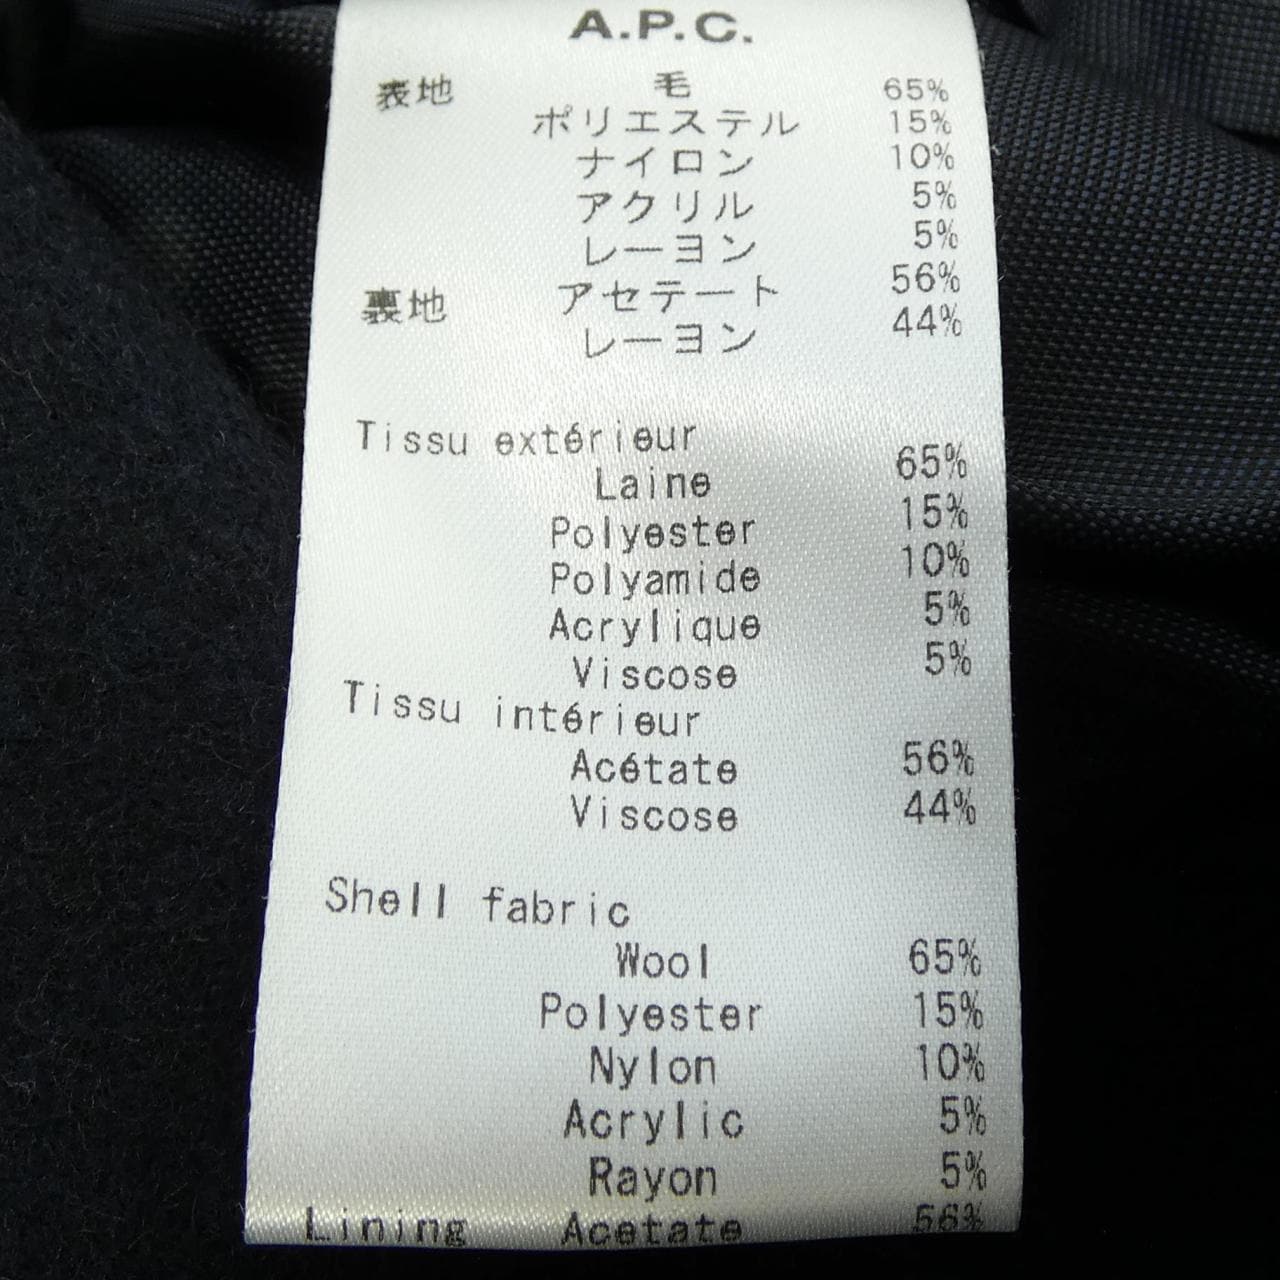 A.P.C.
表地 毛 65%
ポリエステル 15%
ナイロン 10%
アクリル 5%
レーヨン 5%
裏地 アセテート 56%
レーヨン 44%
Tissu extérieur
Laine 65%
Polyester 15%
Polyamide 10%
Acrylique 5%
Viscose 5%
Tissu intérieur
Acétate 56%
Viscose 44%
Shell fabric
Wool 65%
Polyester 15%
Nylon 10%
Acrylic 5%
Rayon 5%
Lining Acetate 56%